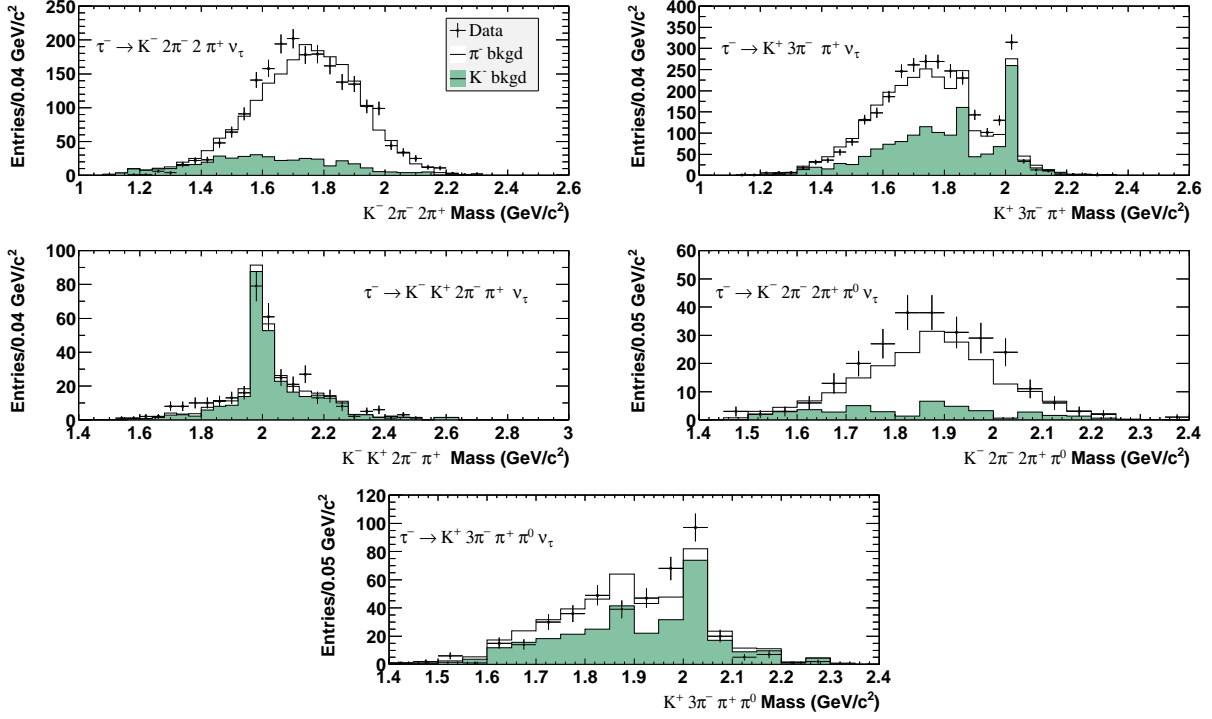 Entries/0.04 GeV/c²
250
200
150
100
50
0
τ⁻ → K⁻ 2π⁻ 2 π⁺ ν_τ
Data
π⁻ bkgd
K⁻ bkgd
1 1.2 1.4 1.6 1.8 2 2.2 2.4 2.6
K⁻ 2π⁻ 2π⁺ Mass (GeV/c²)
Entries/0.04 GeV/c²
400
350
300
250
200
150
100
50
0
τ⁻ → K⁺ 3π⁻ π⁺ ν_τ
1 1.2 1.4 1.6 1.8 2 2.2 2.4 2.6
K⁺ 3π⁻ π⁺ Mass (GeV/c²)
Entries/0.04 GeV/c²
100
80
60
40
20
0
τ⁻ → K⁻ K⁺ 2π⁻ π⁺ ν_τ
1.4 1.6 1.8 2 2.2 2.4 2.6 2.8 3
K⁻ K⁺ 2π⁻ π⁺ Mass (GeV/c²)
Entries/0.05 GeV/c²
60
50
40
30
20
10
0
τ⁻ → K⁻ 2π⁻ 2π⁺ π⁰ ν_τ
1.4 1.5 1.6 1.7 1.8 1.9 2 2.1 2.2 2.3 2.4
K⁻ 2π⁻ 2π⁺ π⁰ Mass (GeV/c²)
Entries/0.05 GeV/c²
120
100
80
60
40
20
0
τ⁻ → K⁺ 3π⁻ π⁺ π⁰ ν_τ
1.4 1.5 1.6 1.7 1.8 1.9 2 2.1 2.2 2.3 2.4
K⁺ 3π⁻ π⁺ π⁰ Mass (GeV/c²)